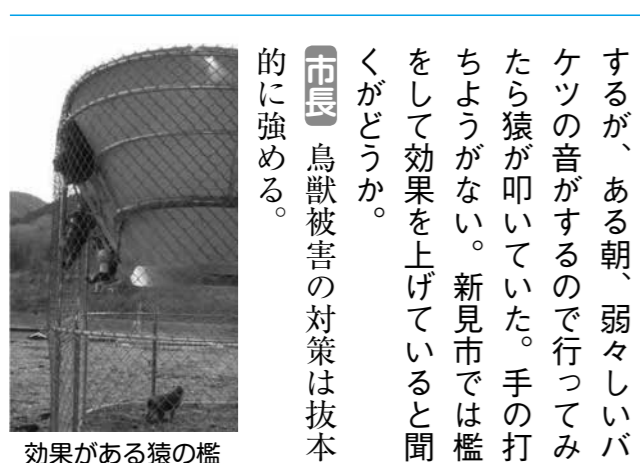 するが、ある朝、弱々しいバ
ケツの音がするので行ってみ
たら猿が叩いていた。手の打
ちようがない。新見市では檻
をして効果を上げていると聞
くがどうか。
市長 鳥獣被害の対策は抜本
的に強める。
効果がある猿の檻